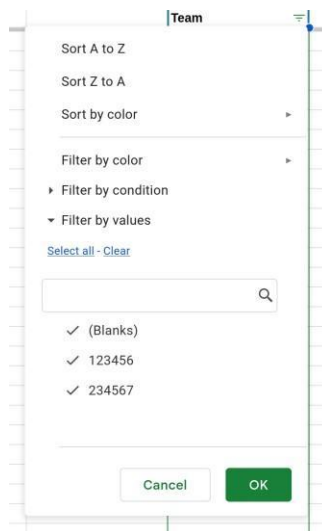 Team
Sort A to Z
Sort Z to A
Sort by color
Filter by color
Filter by condition
Filter by values
Select all - Clear
(Blanks)
123456
234567
Cancel OK